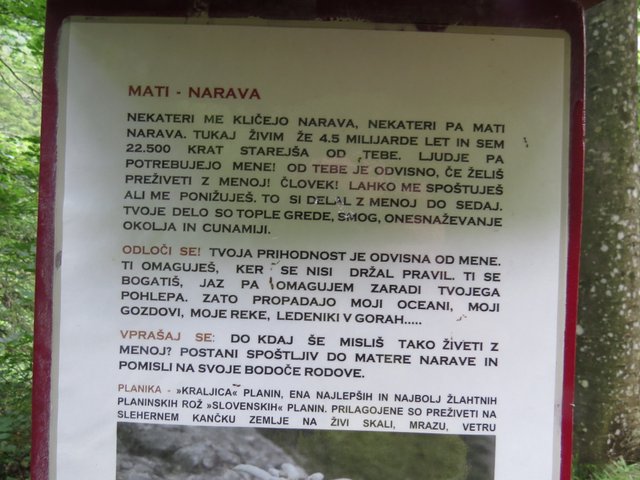 MATI - NARAVA
NEKATERI ME KLIČEJO NARAVA, NEKATERI PA MATI
NARAVA. TUKAJ ŽIVIM ŽE 4.5 MILIJARDE LET IN SEM
22.500 KRAT STAREJŠA OD TEBE. LJUDJE PA
POTREBUJEJO MENE! OD TEBE JE ODVISNO, ČE ŽELIŠ
PREŽIVETI Z MENOJ! ČLOVEK! LAHKO ME SPOŠTUJEŠ
ALI ME PONIŽUJEŠ. TO SI DELAL Z MENOJ DO SEDAJ.
TVOJE DELO SO TOPLE GREDE, SMOG, ONESNAŽEVANJE
OKOLJA IN CUNAMIJI.
ODLOČI SE! TVOJA PRIHODNOST JE ODVISNA OD MENE.
TI OMAGUJEŠ, KER SE NISI DRŽAL PRAVIL. TI SE
BOGATIŠ, JAZ PA OMAGUJEM ZARADI TVOJEGA
POHLEPA. ZATO PROPADAJO MOJI OCEANI, MOJI
GOZDOVI, MOJE REKE, LEDENIKI V GORAH.....
VPRAŠAJ SE: DO KDAJ ŠE MISLIŠ TAKO ŽIVETI Z
MENOJ? POSTANI SPOŠTLJIV DO MATERE NARAVE IN
POMISLI NA SVOJE BODOČE RODOVE.
PLANIKA - »KRALJICA« PLANIN, ENA NAJLEPŠIH IN NAJBOLJ ŽLAHTNIH
PLANINSKIH ROŽ »SLOVENSKIH« PLANIN. PRILAGOJENE SO PREŽIVETI NA
SLEHERNEM KANČKU ZEMLJE NA ŽIVI SKALI, MRAZU, VETRU